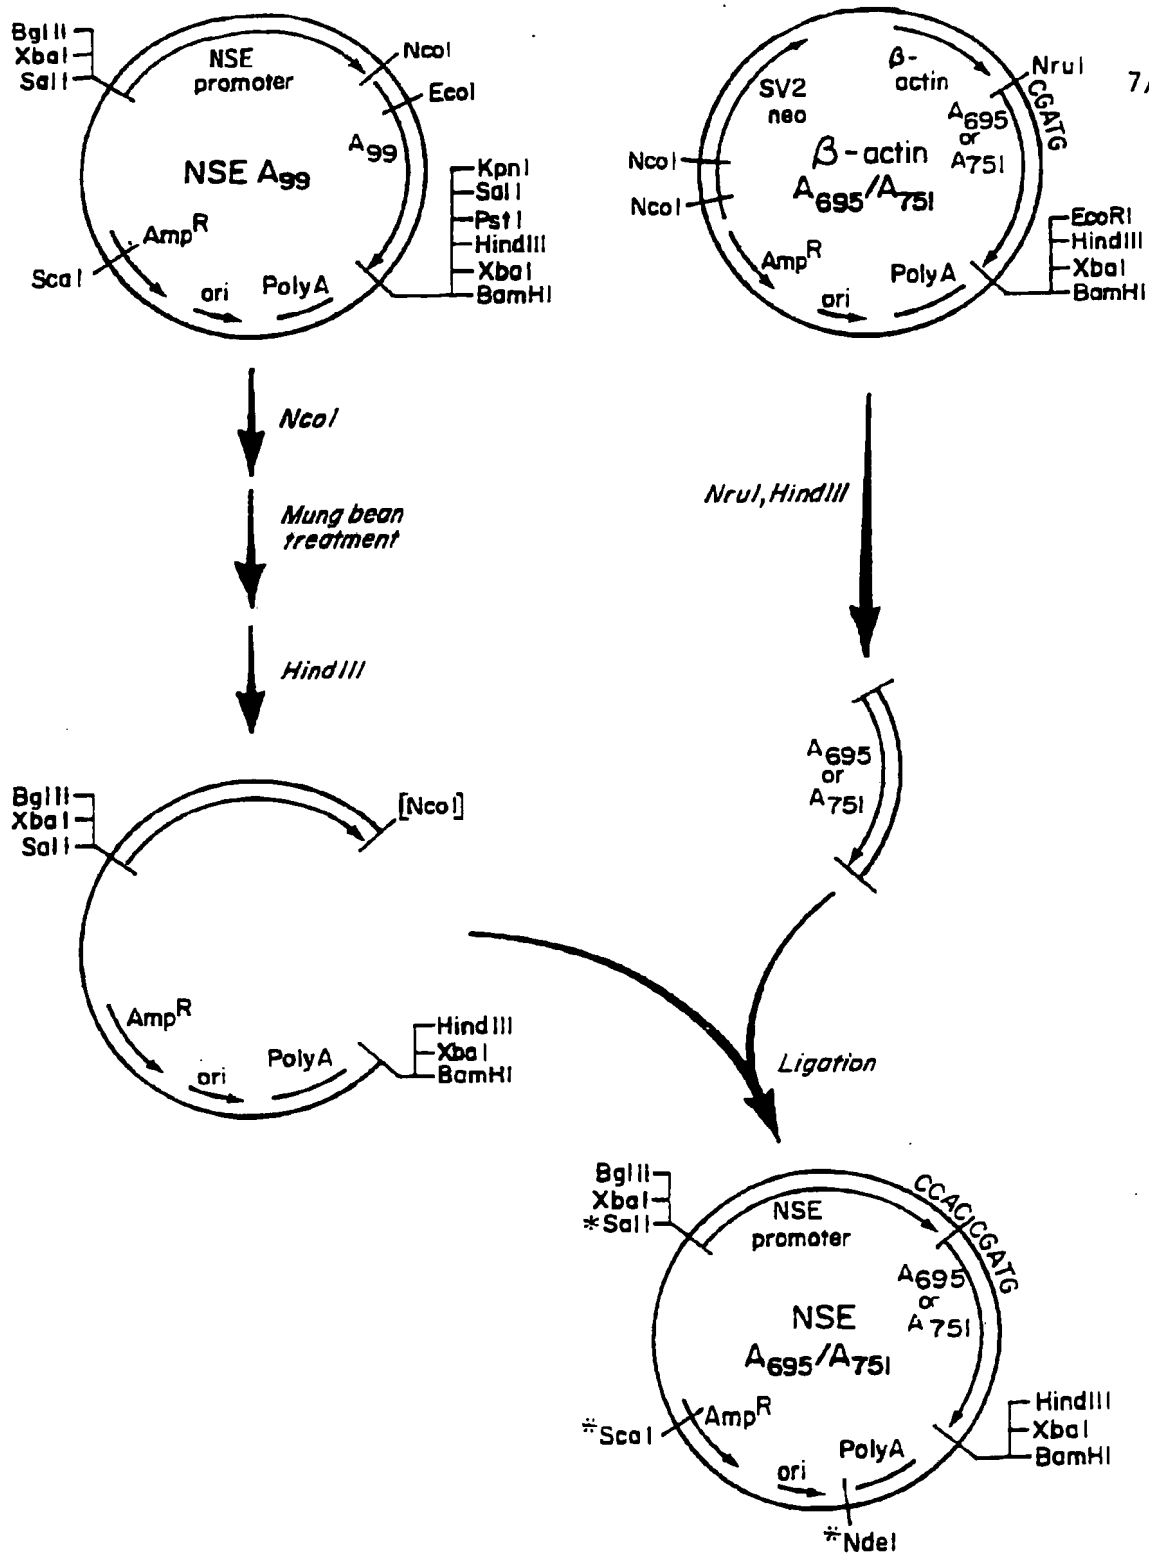 BglII
XbaI
SalI
NSE
promoter
NcoI
EcoI
A99
NSE A99
KpnI
SalI
PstI
HindIII
XbaI
BamHI
AmpR
ScaI
ori
PolyA
SV2
neo
β-
actin
NruI
CGATG
7/
A695
or
A751
β-actin
A695/A751
NcoI
NcoI
EcoRI
HindIII
XbaI
BamHI
AmpR
ori
PolyA
NcoI
Mung bean
treatment
HindIII
NruI, HindIII
A695
or
A751
BglII
XbaI
SalI
[NcoI]
AmpR
ori
PolyA
HindIII
XbaI
BamHI
Ligation
BglII
XbaI
*SalI
NSE
promoter
CCAC|CGATG
A695
or
A751
NSE
A695/A751
*ScaI
AmpR
ori
PolyA
HindIII
XbaI
BamHI
*NdeI